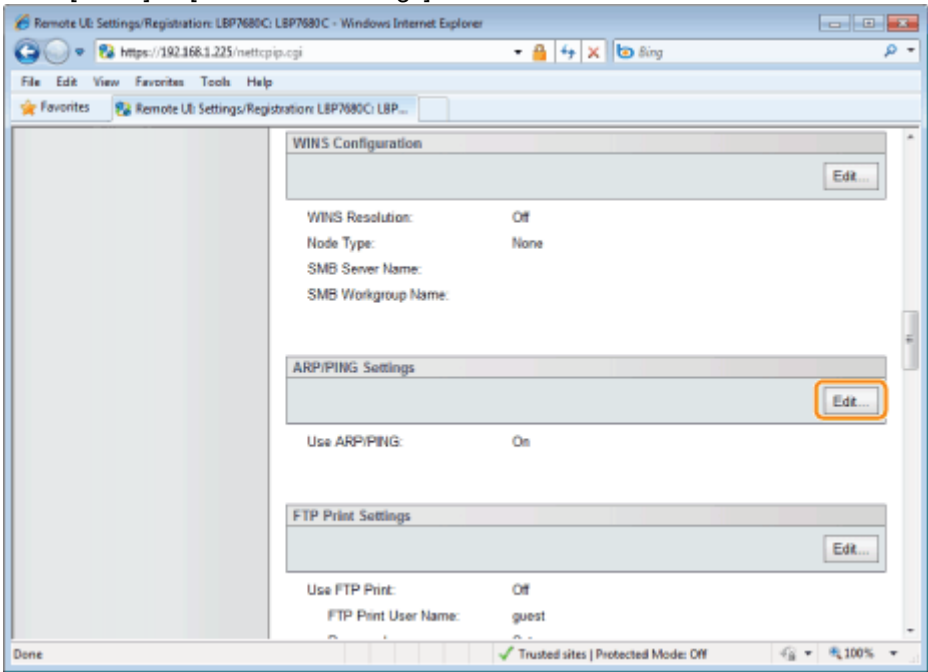 Remote UI: Settings/Registration: LBP7680C: LBP7680C - Windows Internet Explorer
https://192.168.1.225/nettcpip.cgi
Bing
File Edit View Favorites Tools Help
Favorites Remote UI: Settings/Registration: LBP7680C: LBP...
WINS Configuration
Edit...
WINS Resolution: Off
Node Type: None
SMB Server Name:
SMB Workgroup Name:
ARP/PING Settings
Edit...
Use ARP/PING: On
FTP Print Settings
Edit...
Use FTP Print: Off
FTP Print User Name: guest
Done Trusted sites | Protected Mode: Off 100%